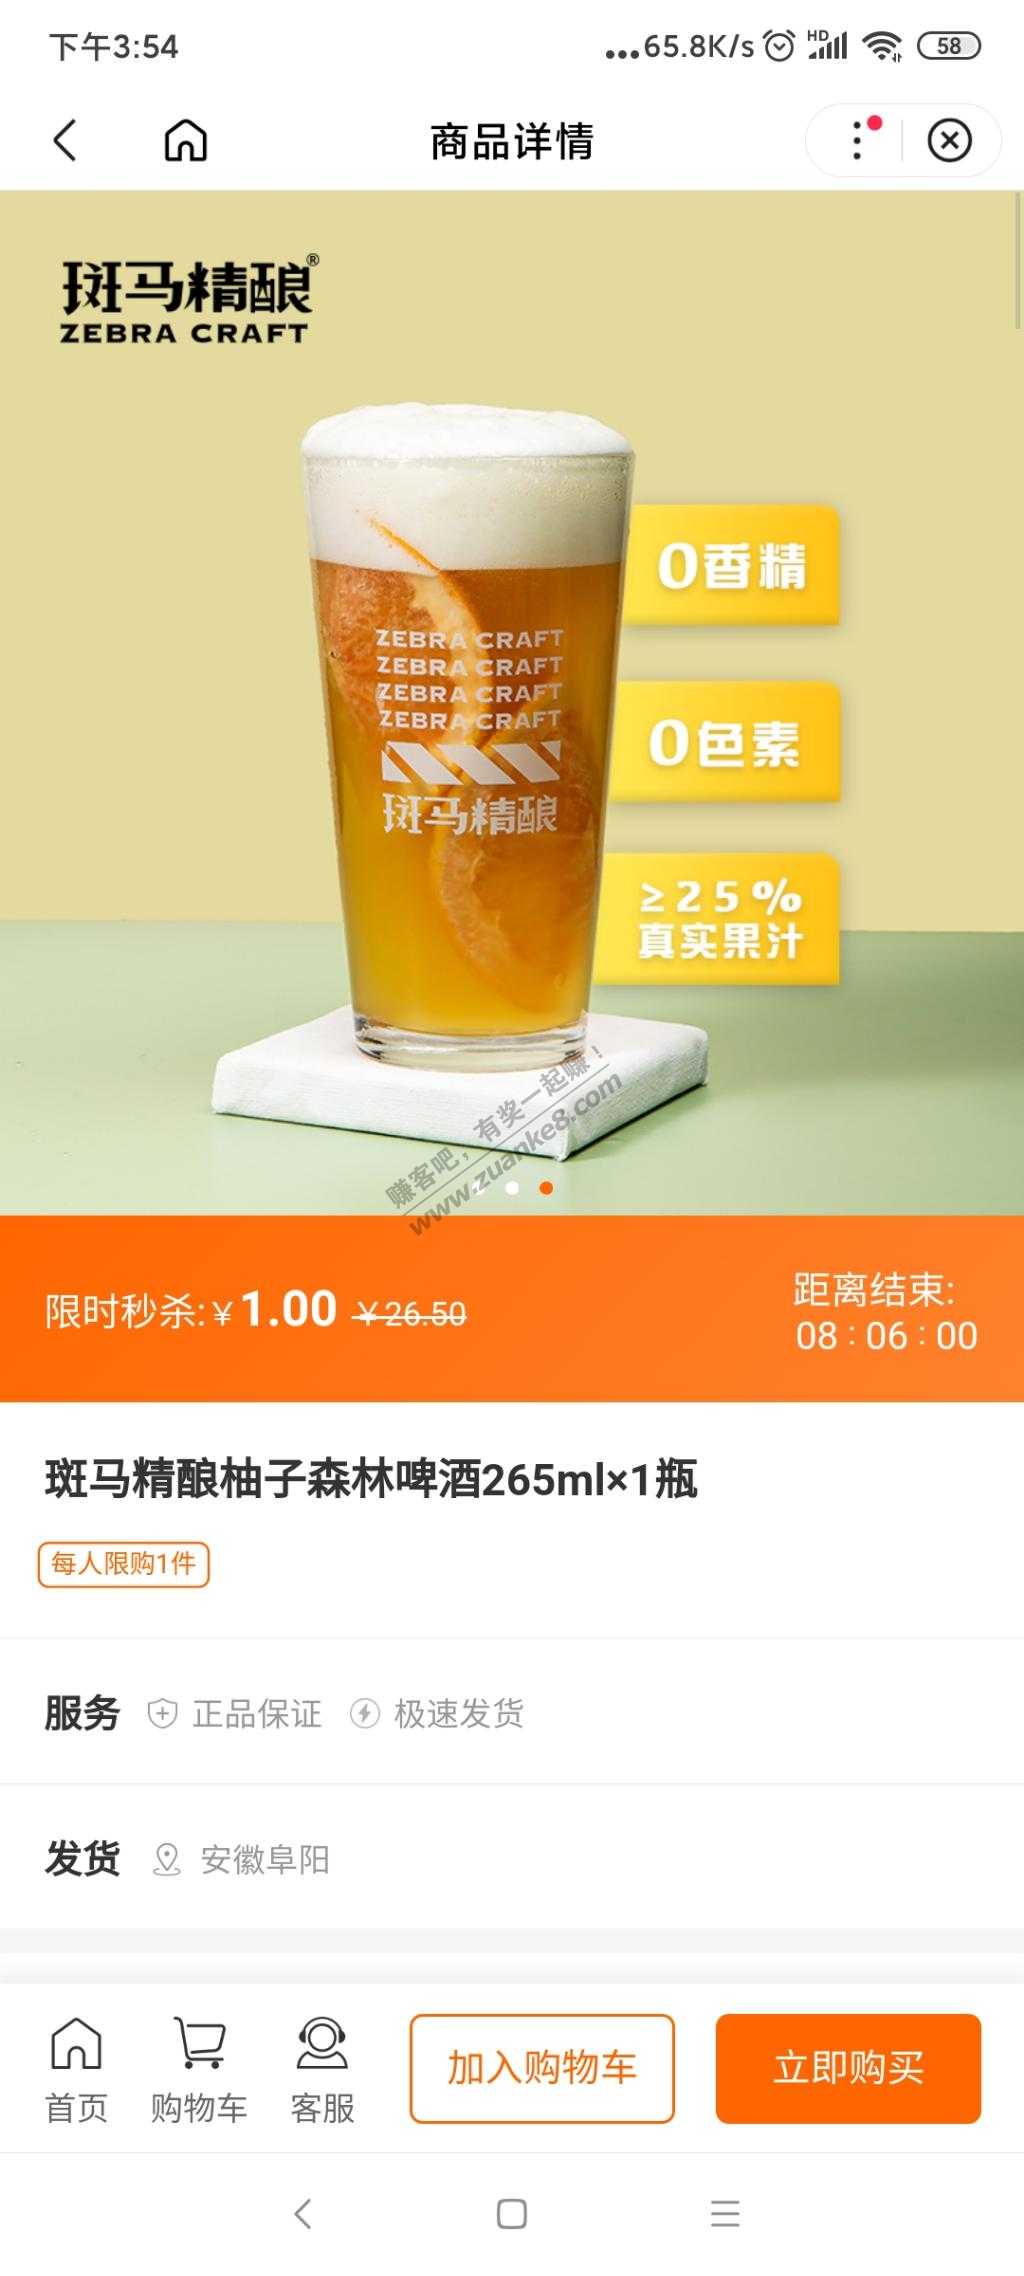 下午3:54
...65.8K/s HD 58
商品详情
斑马精酿®
ZEBRA CRAFT
0香精
ZEBRA CRAFT
ZEBRA CRAFT
ZEBRA CRAFT
ZEBRA CRAFT
斑马精酿
0色素
≥25%
真实果汁
赚客吧，有奖一起赚！
www.zuanke8.com
限时秒杀:¥1.00 ¥26.50
距离结束:
08:06:00
斑马精酿柚子森林啤酒265ml×1瓶
每人限购1件
服务 正品保证 极速发货
发货 安徽阜阳
首页 购物车 客服 加入购物车 立即购买